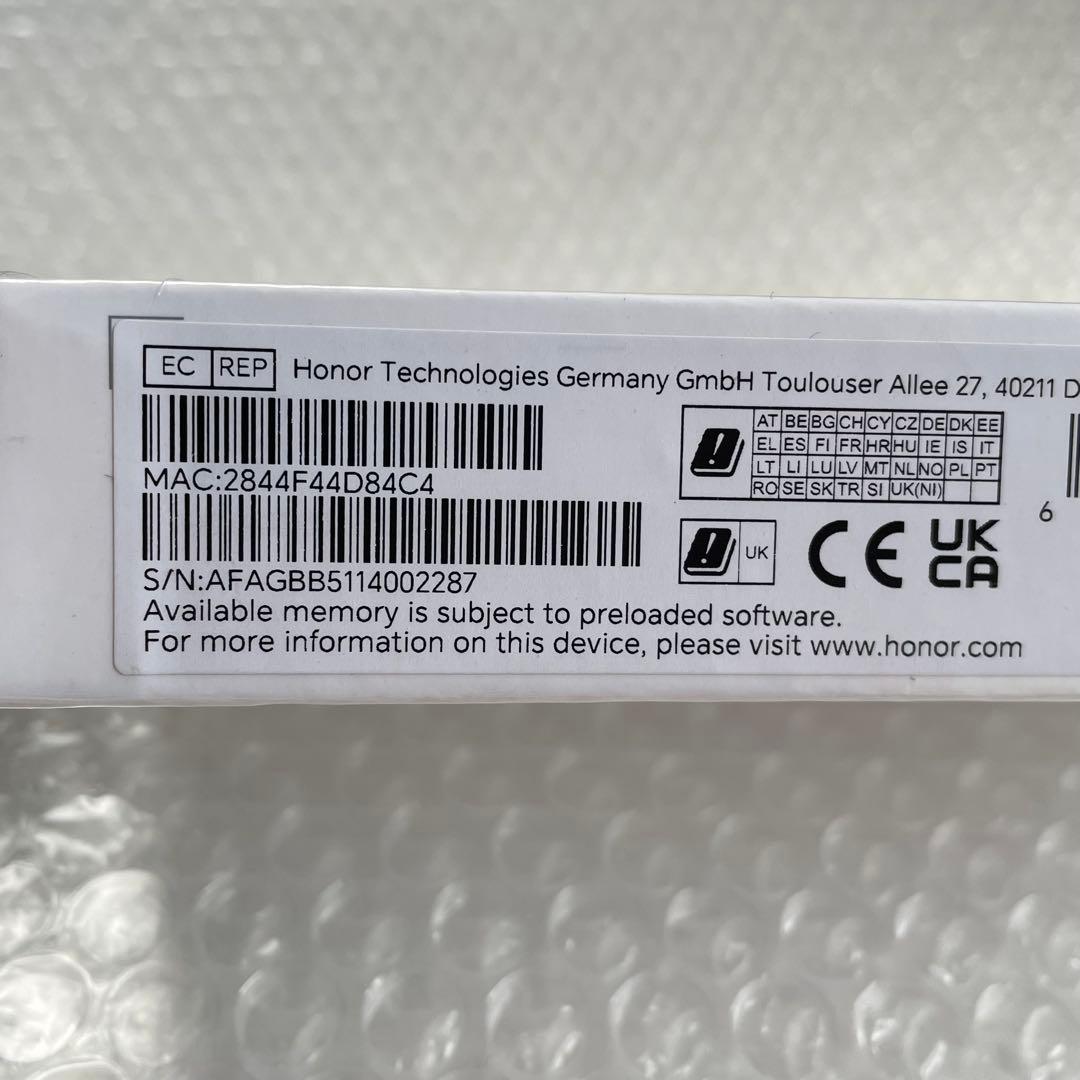 EC REP Honor Technologies Germany GmbH Toulouser Allee 27, 40211 D
MAC:2844F44D84C4
S/N:AFAGBB5114002287
Available memory is subject to preloaded software.
For more information on this device, please visit www.honor.com
AT BE BG CH CY CZ DE DK EE
EL ES FI FR HR HU IE IS IT
LT LI LU LV MT NL NO PL PT
RO SE SK TR SI UK(NI)
UK
CE
UK
CA
6